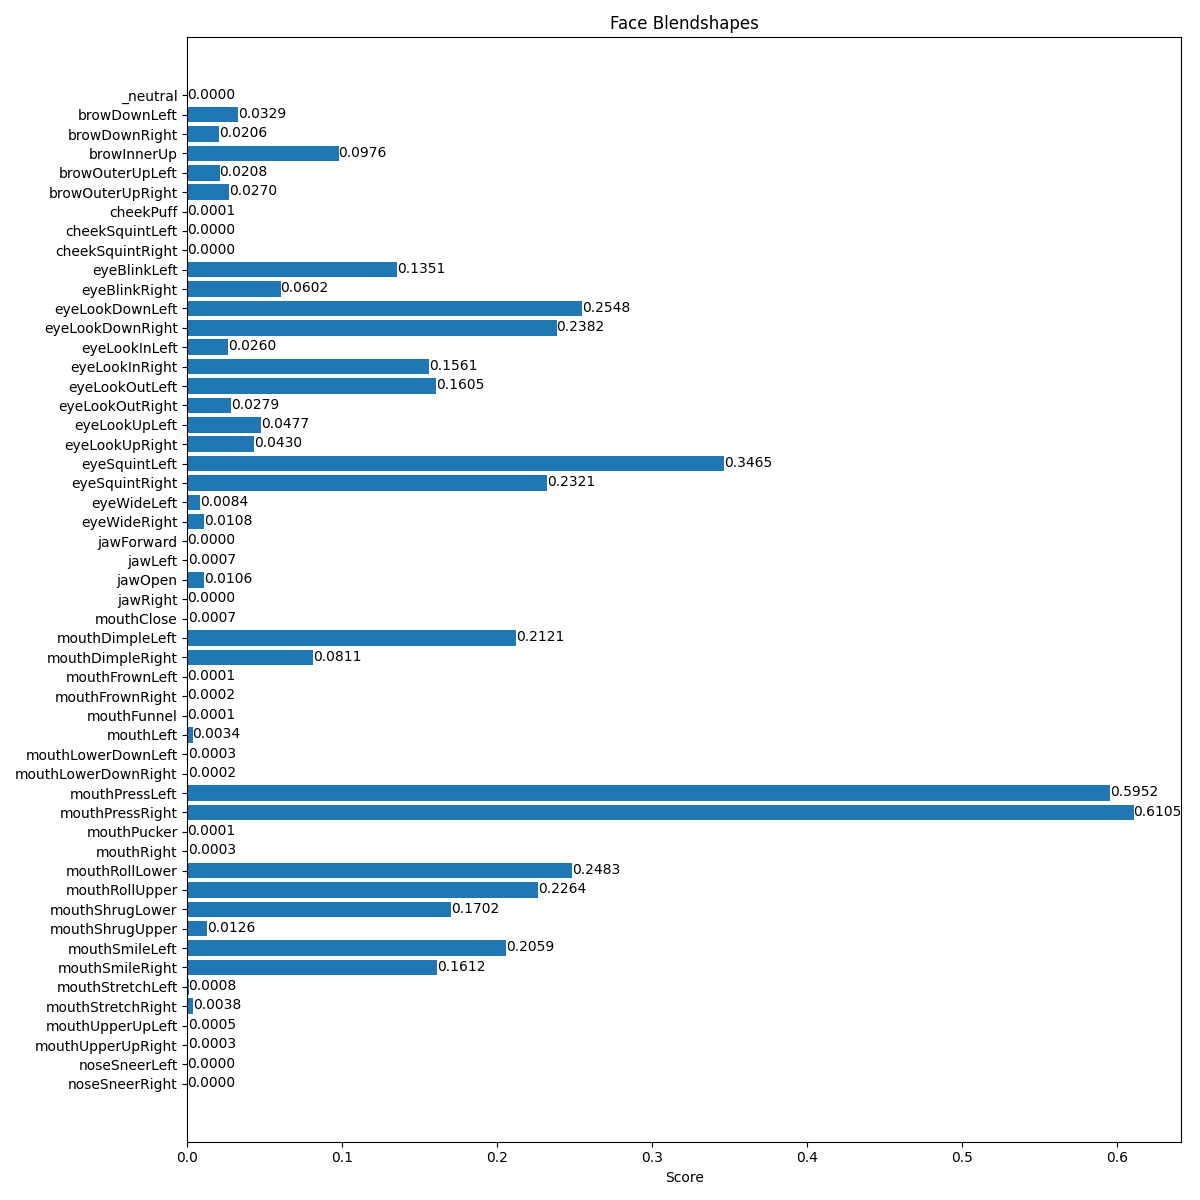 Face Blendshapes
_neutral 0.0000
browDownLeft 0.0329
browDownRight 0.0206
browInnerUp 0.0976
browOuterUpLeft 0.0208
browOuterUpRight 0.0270
cheekPuff 0.0001
cheekSquintLeft 0.0000
cheekSquintRight 0.0000
eyeBlinkLeft 0.1351
eyeBlinkRight 0.0602
eyeLookDownLeft 0.2548
eyeLookDownRight 0.2382
eyeLookInLeft 0.0260
eyeLookInRight 0.1561
eyeLookOutLeft 0.1605
eyeLookOutRight 0.0279
eyeLookUpLeft 0.0477
eyeLookUpRight 0.0430
eyeSquintLeft 0.3465
eyeSquintRight 0.2321
eyeWideLeft 0.0084
eyeWideRight 0.0108
jawForward 0.0000
jawLeft 0.0007
jawOpen 0.0106
jawRight 0.0000
mouthClose 0.0007
mouthDimpleLeft 0.2121
mouthDimpleRight 0.0811
mouthFrownLeft 0.0001
mouthFrownRight 0.0002
mouthFunnel 0.0001
mouthLeft 0.0034
mouthLowerDownLeft 0.0003
mouthLowerDownRight 0.0002
mouthPressLeft 0.5952
mouthPressRight 0.6105
mouthPucker 0.0001
mouthRight 0.0003
mouthRollLower 0.2483
mouthRollUpper 0.2264
mouthShrugLower 0.1702
mouthShrugUpper 0.0126
mouthSmileLeft 0.2059
mouthSmileRight 0.1612
mouthStretchLeft 0.0008
mouthStretchRight 0.0038
mouthUpperUpLeft 0.0005
mouthUpperUpRight 0.0003
noseSneerLeft 0.0000
noseSneerRight 0.0000
0.0 0.1 0.2 0.3 0.4 0.5 0.6
Score